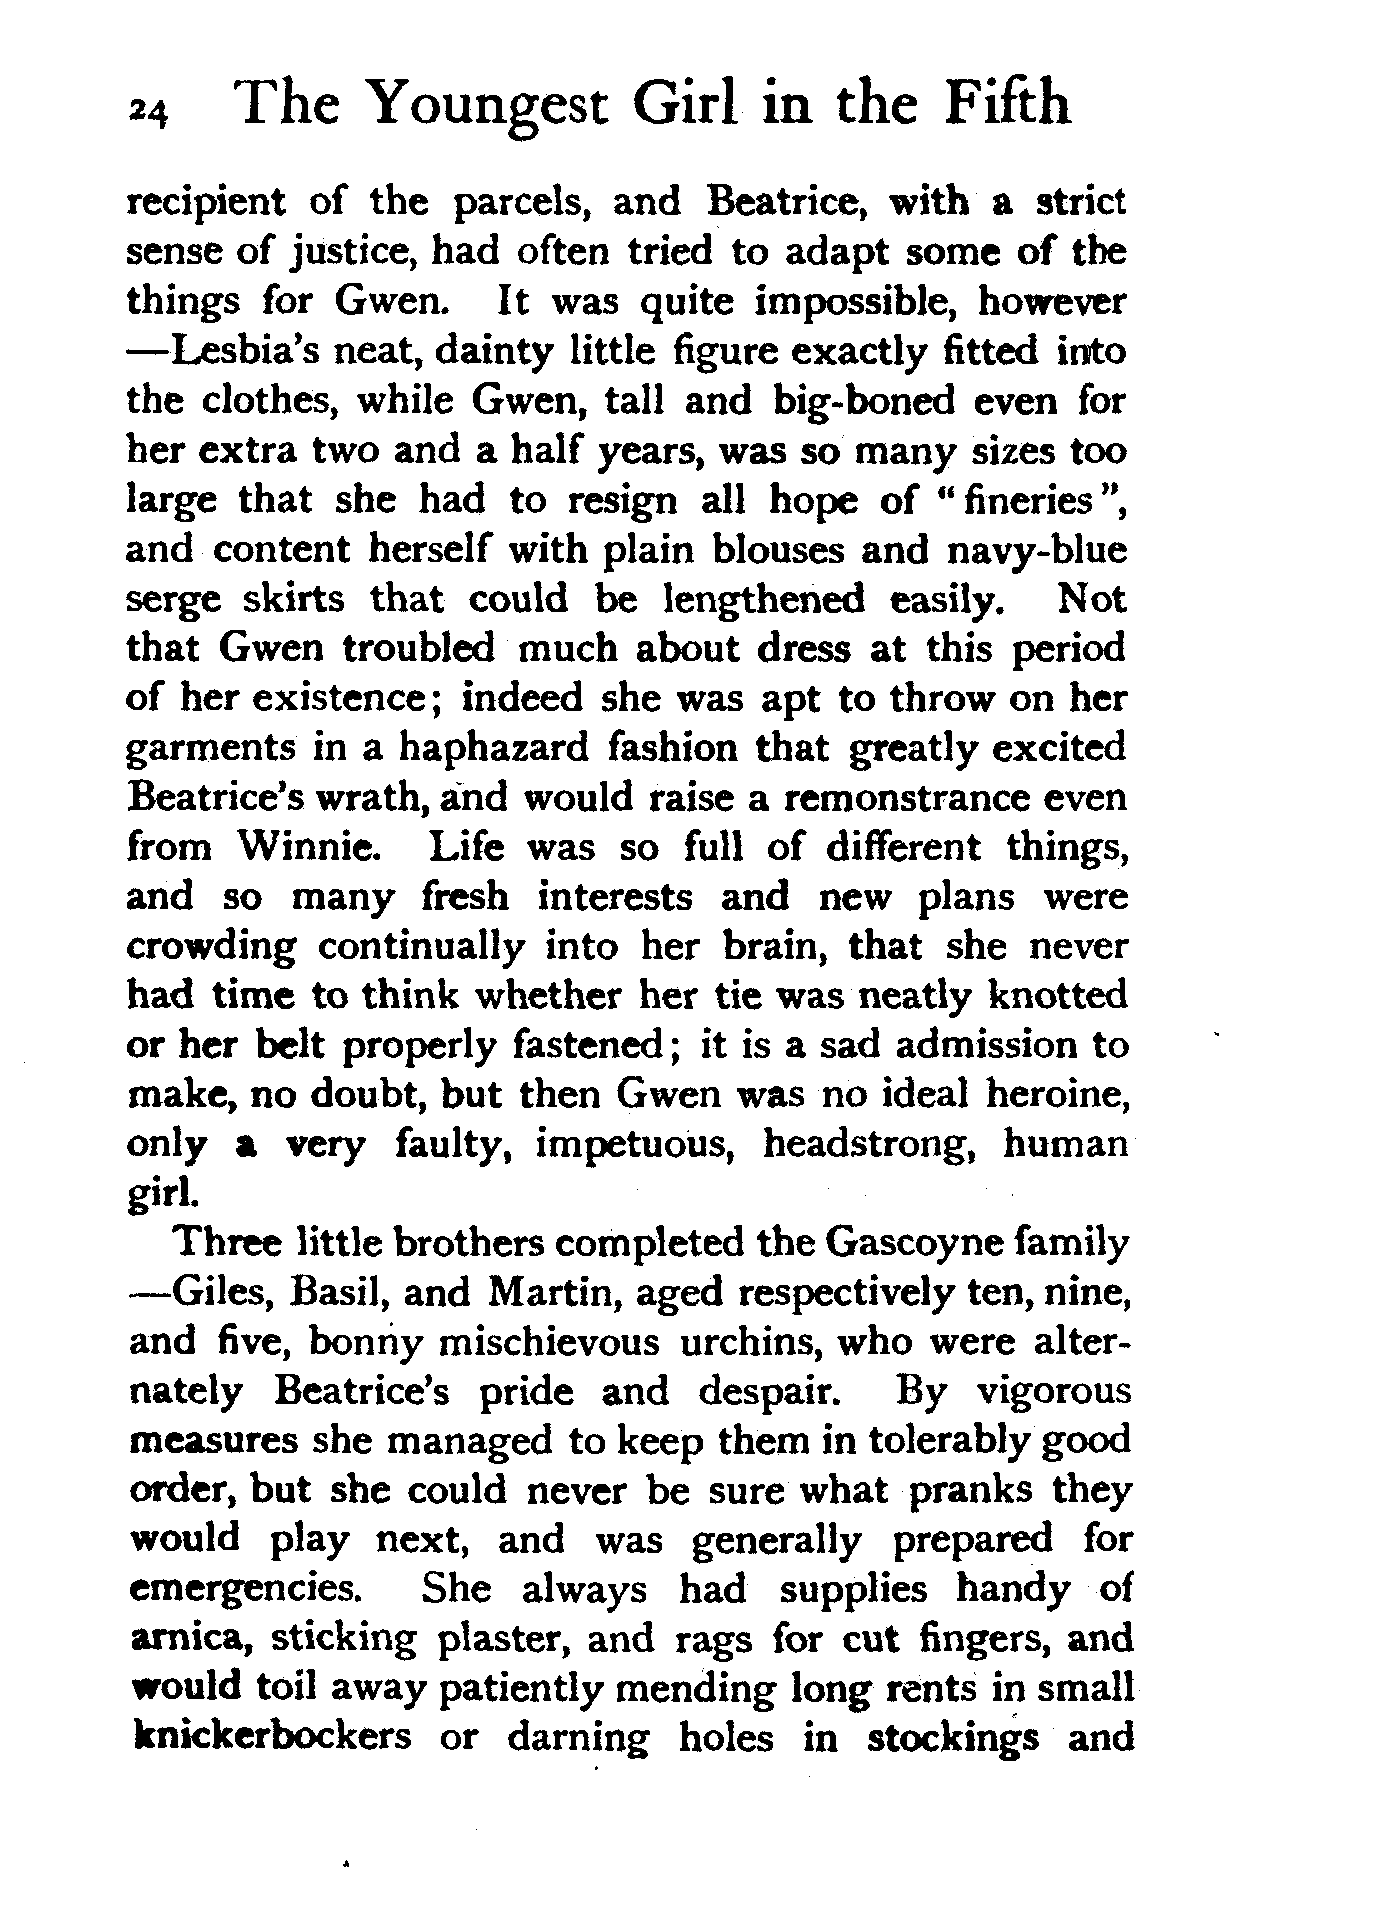 24 The Youngest Girl in the Fifth
recipient of the parcels, and Beatrice, with a strict
sense of justice, had often tried to adapt some of the
things for Gwen. It was quite impossible, however
—Lesbia's neat, dainty little figure exactly fitted into
the clothes, while Gwen, tall and big-boned even for
her extra two and a half years, was so many sizes too
large that she had to resign all hope of “fineries”,
and content herself with plain blouses and navy-blue
serge skirts that could be lengthened easily. Not
that Gwen troubled much about dress at this period
of her existence; indeed she was apt to throw on her
garments in a haphazard fashion that greatly excited
Beatrice's wrath, and would raise a remonstrance even
from Winnie. Life was so full of different things,
and so many fresh interests and new plans were
crowding continually into her brain, that she never
had time to think whether her tie was neatly knotted
or her belt properly fastened; it is a sad admission to
make, no doubt, but then Gwen was no ideal heroine,
only a very faulty, impetuous, headstrong, human
girl.
Three little brothers completed the Gascoyne family
—Giles, Basil, and Martin, aged respectively ten, nine,
and five, bonny mischievous urchins, who were alter-
nately Beatrice's pride and despair. By vigorous
measures she managed to keep them in tolerably good
order, but she could never be sure what pranks they
would play next, and was generally prepared for
emergencies. She always had supplies handy of
arnica, sticking plaster, and rags for cut fingers, and
would toil away patiently mending long rents in small
knickerbockers or darning holes in stockings and